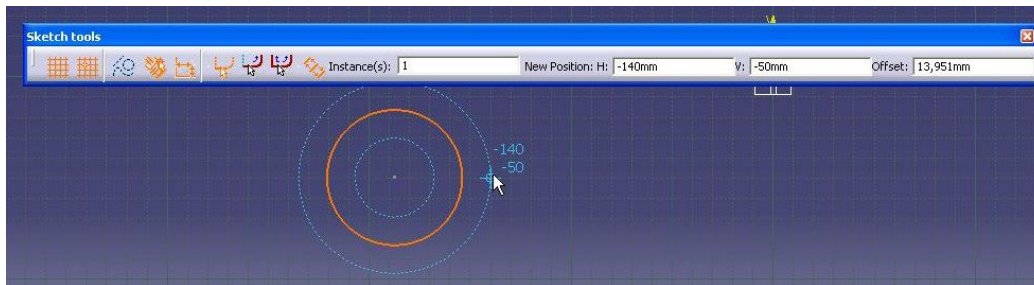 Sketch tools
Instance(s): 1 New Position: H: -140mm V: -50mm Offset: 13,951mm
-140
-50